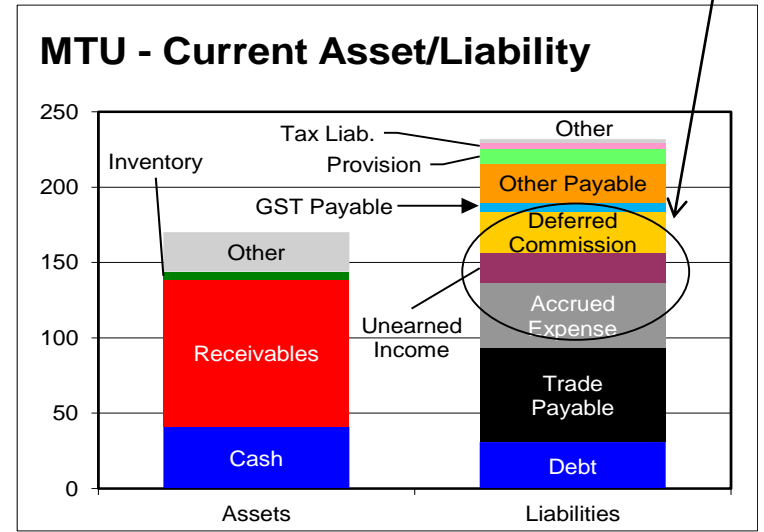 MTU - Current Asset/Liability
250
200
150
100
50
0
Inventory
Tax Liab.
Provision
GST Payable
Unearned
Income
Other
Receivables
Cash
Other
Other Payable
Deferred
Commission
Accrued
Expense
Trade
Payable
Debt
Assets
Liabilities